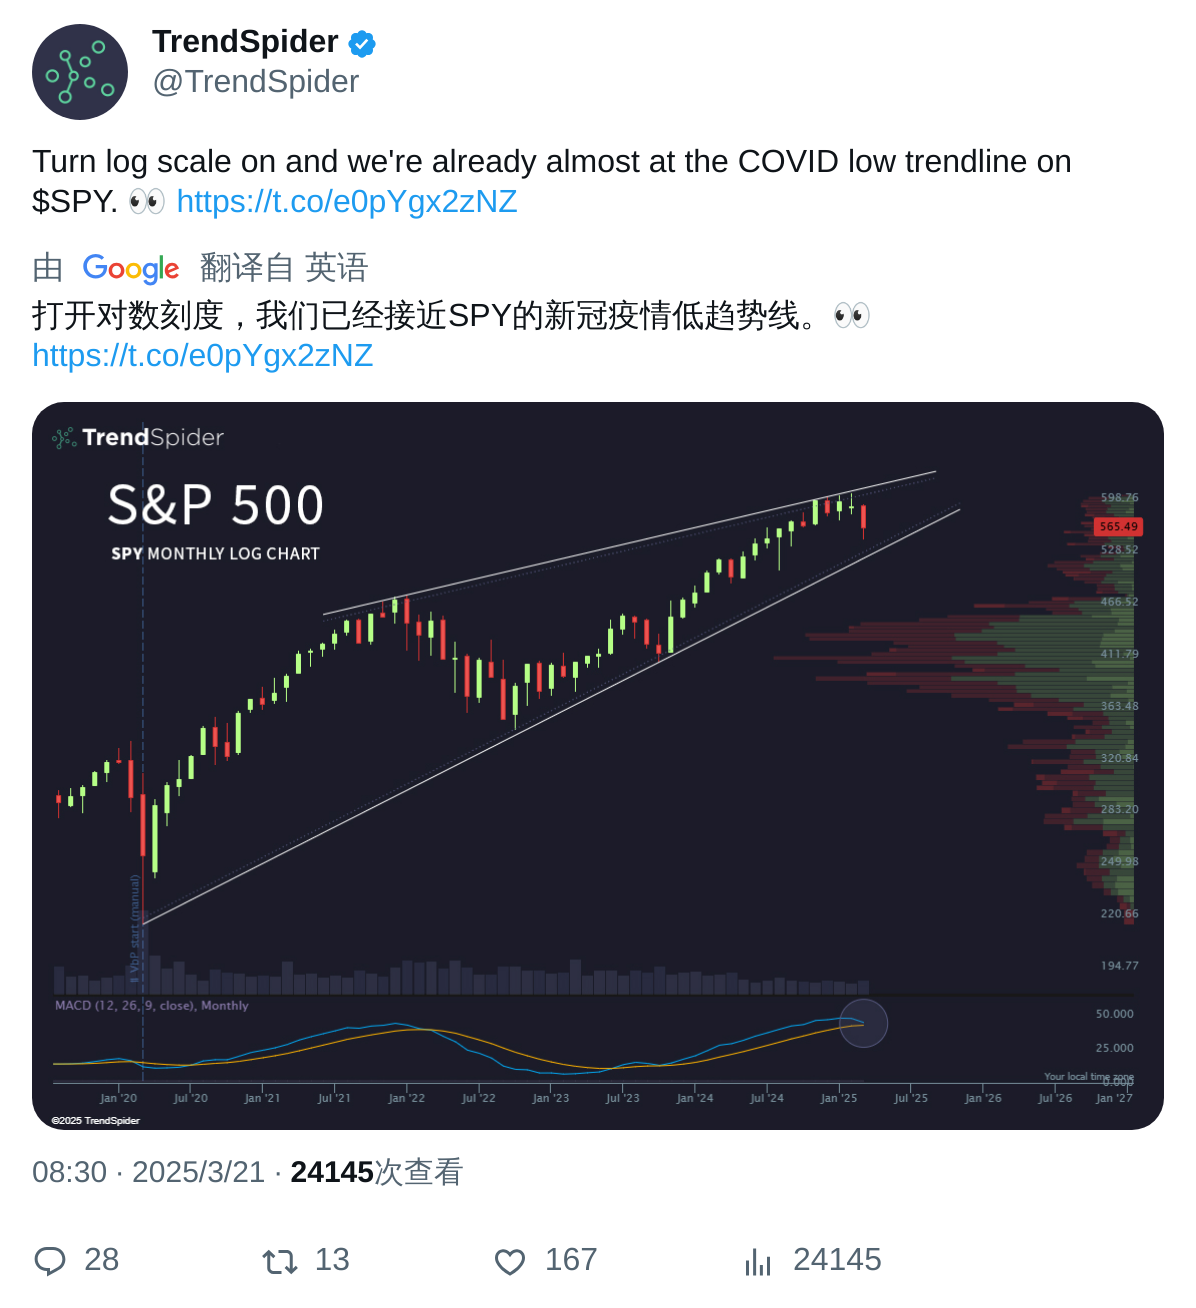 TrendSpider
@TrendSpider
Turn log scale on and we're already almost at the COVID low trendline on
$SPY. 👀 https://t.co/e0pYgx2zNZ
由 Google 翻译自 英语
打开对数刻度，我们已经接近SPY的新冠疫情低趋势线。👀
https://t.co/e0pYgx2zNZ
TrendSpider
S&P 500
SPY MONTHLY LOG CHART
598.76
565.49
528.52
466.52
411.79
363.48
320.84
283.20
249.98
220.66
194.77
VbP start (manual)
MACD (12, 26, 9, close), Monthly
50.000
25.000
Your local time zone
0.000
Jan '20 Jul '20 Jan '21 Jul '21 Jan '22 Jul '22 Jan '23 Jul '23 Jan '24 Jul '24 Jan '25 Jul '25 Jan '26 Jul '26 Jan '27
©2025 TrendSpider
08:30 · 2025/3/21 · 24145次查看
28 13 167 24145